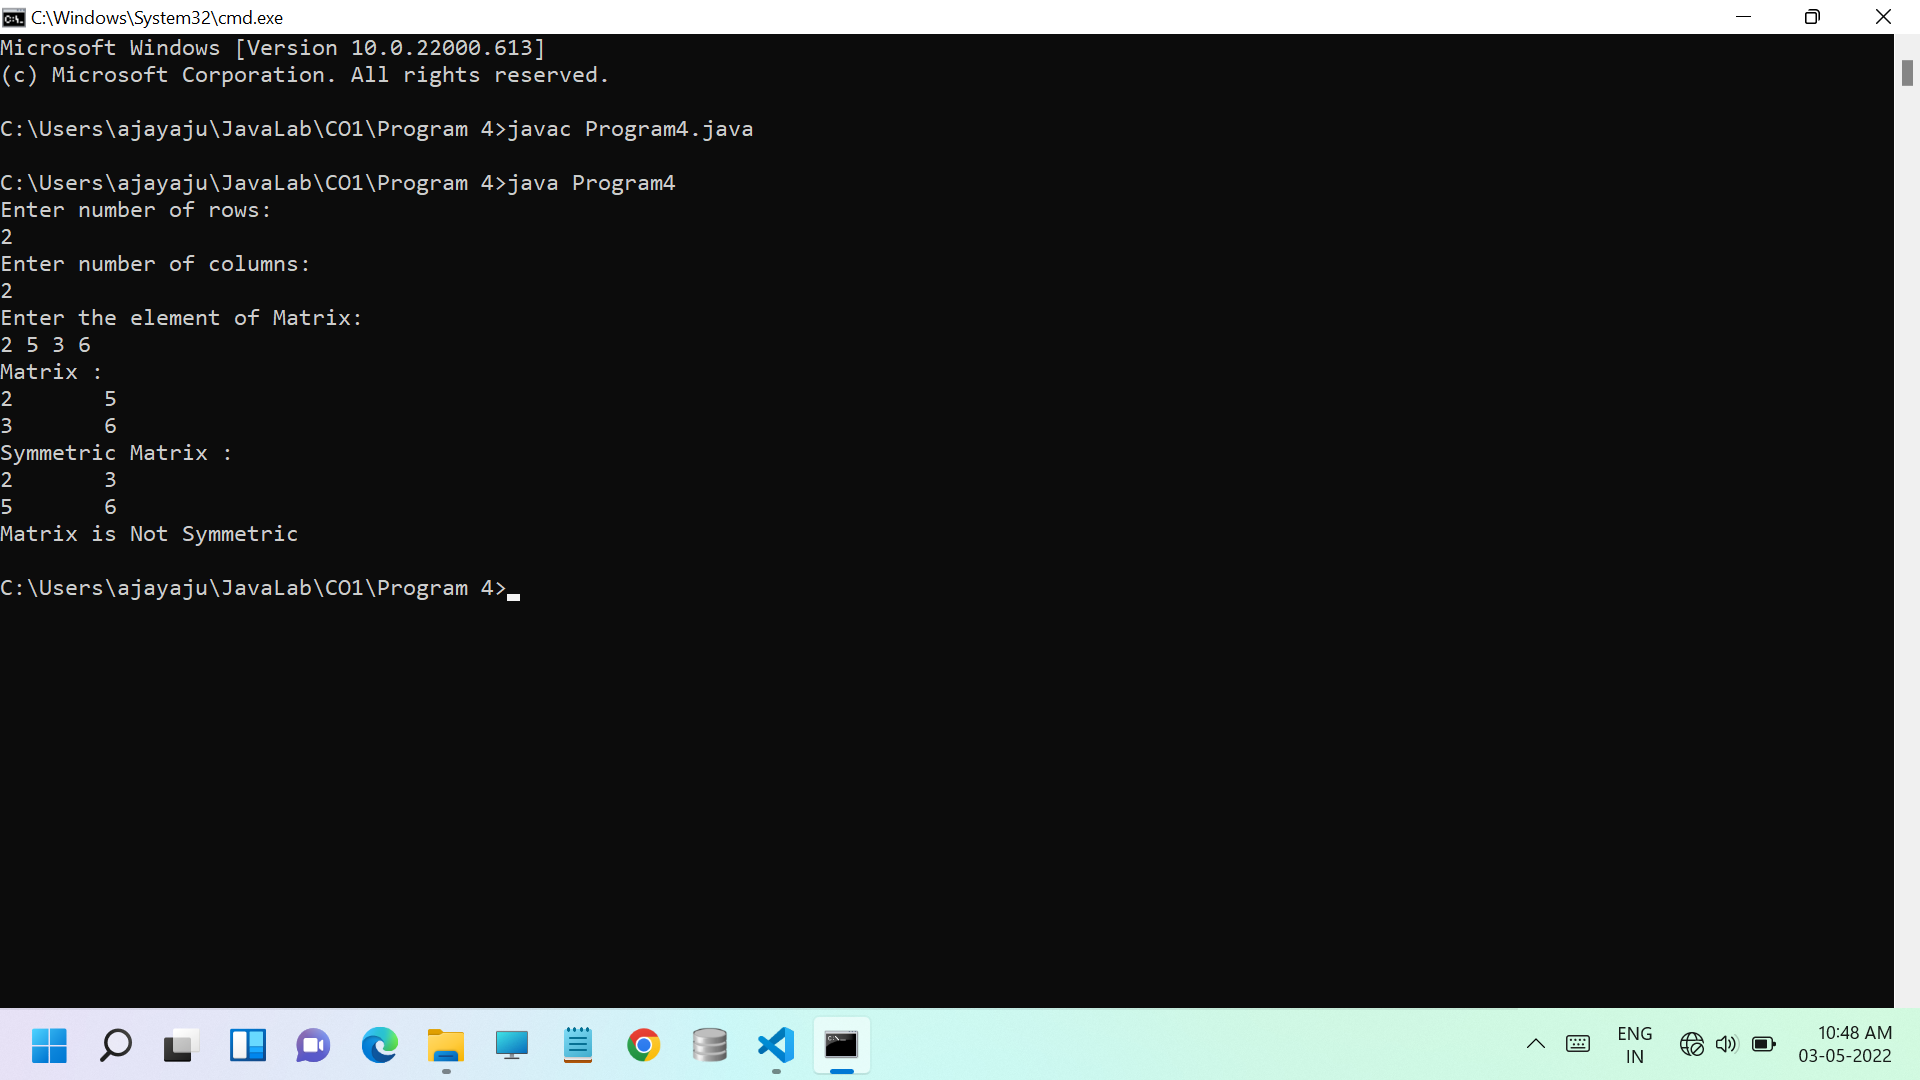 C:\Windows\System32\cmd.exe
Microsoft Windows [Version 10.0.22000.613]
(c) Microsoft Corporation. All rights reserved.
C:\Users\ajayaju\JavaLab\CO1\Program 4>javac Program4.java
C:\Users\ajayaju\JavaLab\CO1\Program 4>java Program4
Enter number of rows:
2
Enter number of columns:
2
Enter the element of Matrix:
2 5 3 6
Matrix :
2 5
3 6
Symmetric Matrix :
2 3
5 6
Matrix is Not Symmetric
C:\Users\ajayaju\JavaLab\CO1\Program 4>
ENG
IN
10:48 AM
03-05-2022